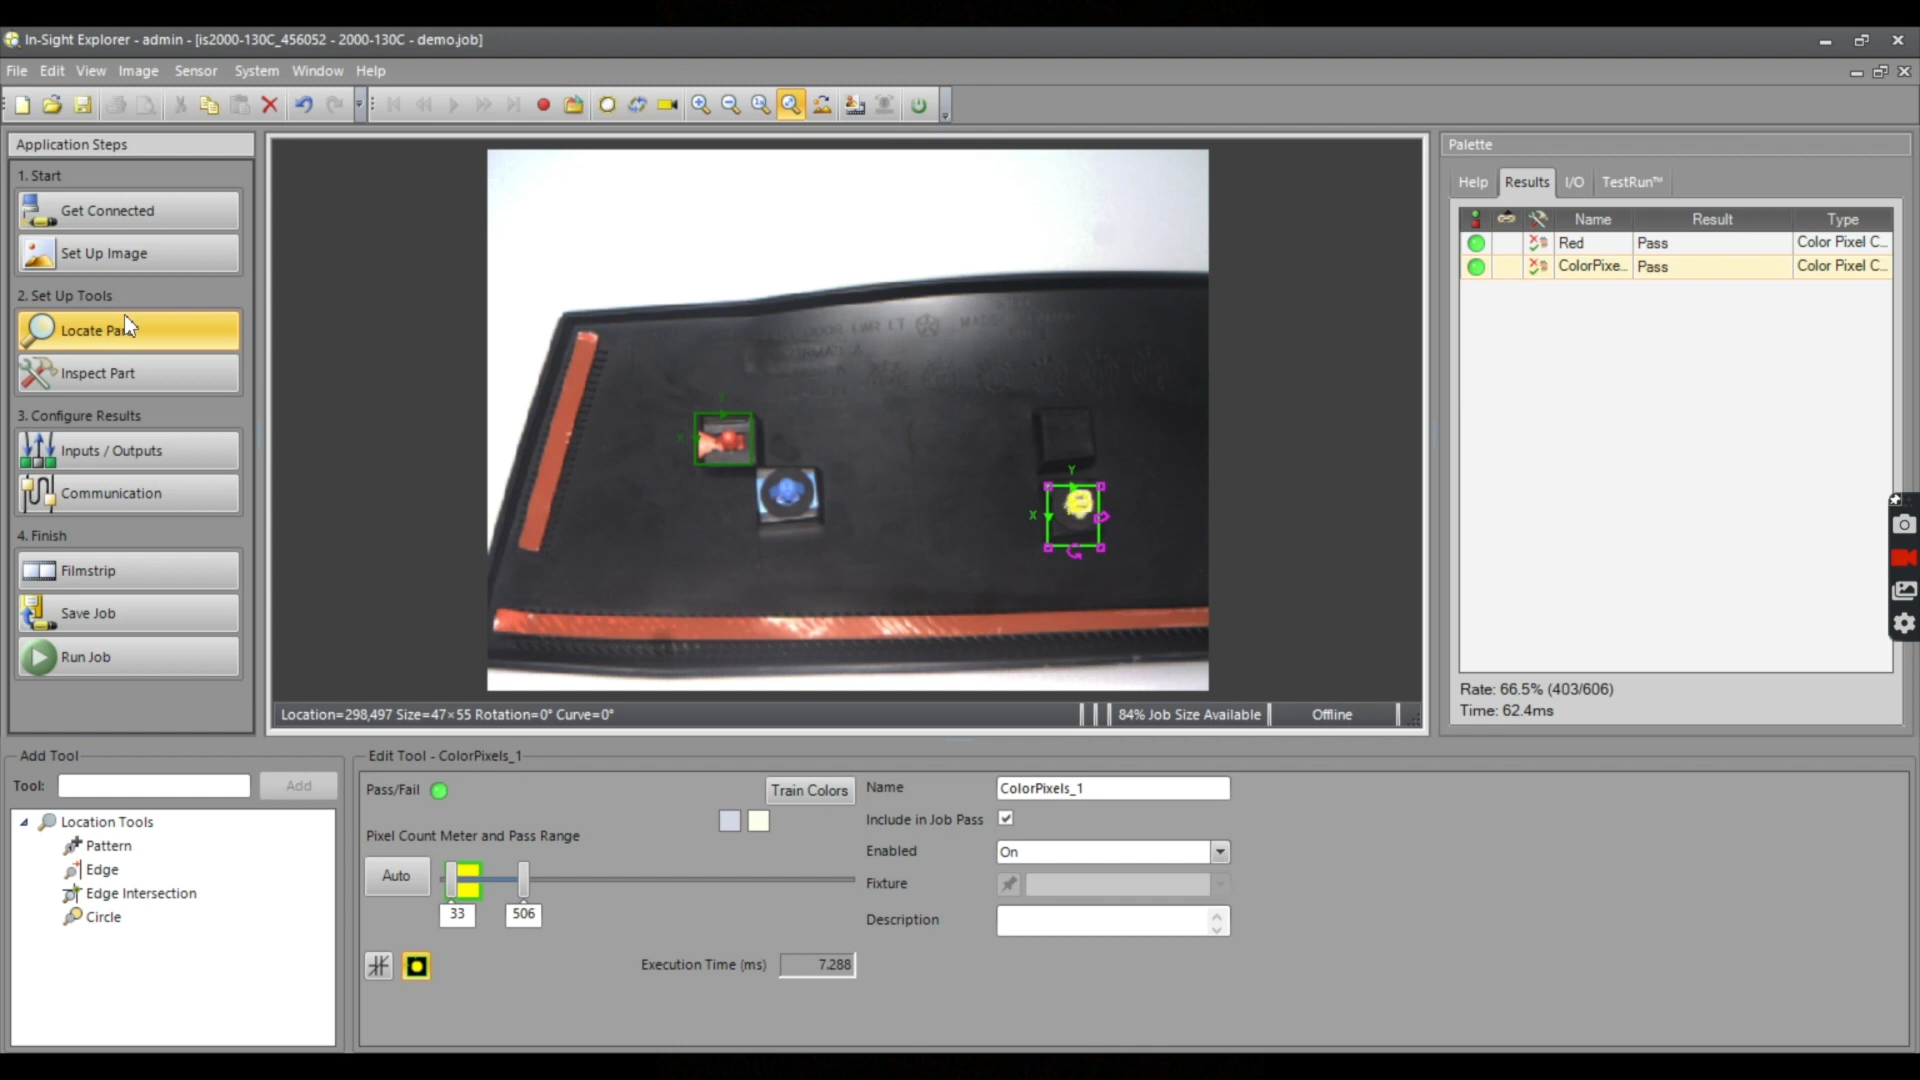 In-Sight Explorer - admin - [is2000-130C_456052 - 2000-130C - demo.job]
File Edit View Image Sensor System Window Help
Application Steps
1. Start
Get Connected
Set Up Image
2. Set Up Tools
Locate Part
Inspect Part
3. Configure Results
Inputs / Outputs
Communication
4. Finish
Filmstrip
Save Job
Run Job
Y
X
Y
X
Location=298,497 Size=47×55 Rotation=0° Curve=0°
84% Job Size Available
Offline
Palette
Help Results I/O TestRun™
Name Result Type
Red Pass Color Pixel C...
ColorPixe... Pass Color Pixel C...
Rate: 66.5% (403/606)
Time: 62.4ms
Add Tool
Tool: Add
Location Tools
Pattern
Edge
Edge Intersection
Circle
Edit Tool - ColorPixels_1
Pass/Fail
Train Colors
Pixel Count Meter and Pass Range
Auto
33 506
Execution Time (ms) 7.288
Name ColorPixels_1
Include in Job Pass
Enabled On
Fixture
Description